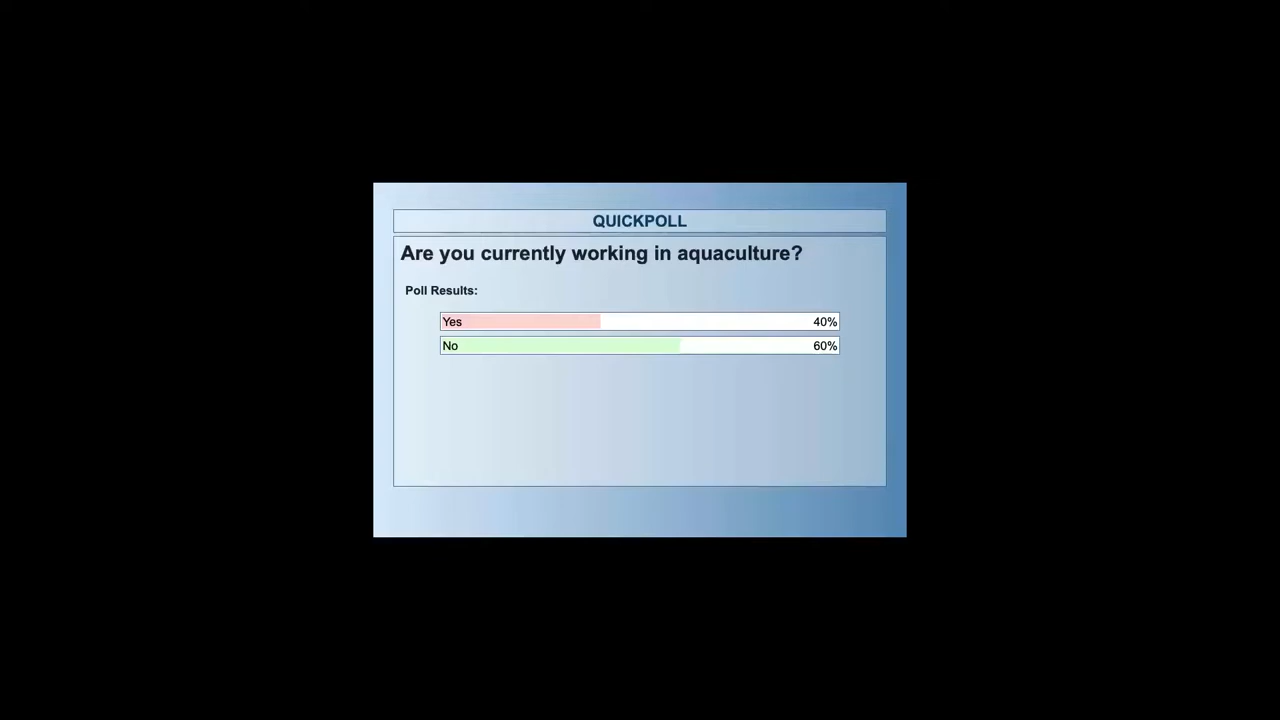 QUICKPOLL
Are you currently working in aquaculture?
Poll Results:
Yes 40%
No 60%